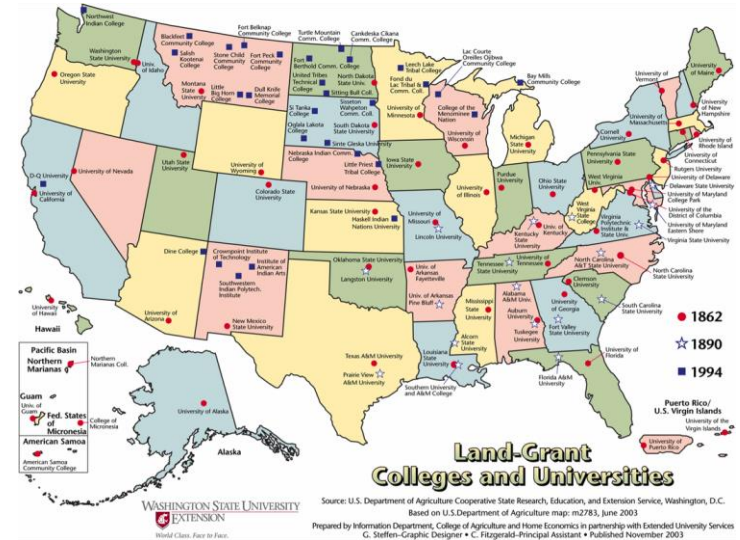 Northwest
Indian College
Washington
State University
Univ.
of Idaho
Oregon State
University
Blackfeet
Community College
Salish
Kootenai
College
Fort Belknap
Community College
Stone Child
Community
College
Fort Peck
Community
College
Montana
State
University
Little
Big Horn
College
Dull Knife
Memorial
College
Turtle Mountain
Comm. College
Cankdeska Cikana
Comm. College
Fort
Berthold Comm.
College
United Tribes
Technical
College
North Dakota
State Univ.
Sitting Bull Coll.
Si Tanka
College
Sisseton
Wahpeton
Comm. Coll.
Oglala Lakota
College
South Dakota
State University
Sinte Gleska University
Nebraska Indian Comm.
College
Little Priest
Tribal College
University of Nebraska
Leech Lake
Tribal College
Fond du
Lac Tribal &
Comm. Coll.
University of
Minnesota
Lac Courte
Oreilles Ojibwa
Community College
College of the
Menominee
Nation
University of
Wisconsin
Bay Mills
Community College
Michigan
State
University
University of
Vermont
University
of Maine
University of
New Hampshire
University of
Massachusetts
Cornell
University
University of
Rhode Island
University of
Connecticut
Rutgers University
Pennsylvania State
University
University of Delaware
Delaware State
University
University of Maryland
College Park
University of the
District of Columbia
University of Maryland
Eastern Shore
Virginia State University
West Virginia
Univ.
West
Virginia
State
College
Virginia
Polytechnic
Institute &
State Univ.
Ohio State
University
Purdue
University
University
of Illinois
Iowa State
University
D-Q University
University of
California
University of Nevada
Utah State
University
University of
Wyoming
Colorado State
University
Kansas State University
Haskell Indian
Nations University
University of
Missouri
Lincoln University
Kentucky
State
University
Univ. of
Kentucky
Tennessee
State University
University of
Tennessee
North Carolina
A&T State University
North Carolina
State University
Clemson
University
South Carolina
State University
University
of Georgia
Fort Valley
State
University
Alabama
A&M Univ.
Auburn
University
Tuskegee
University
Mississippi
State
University
Alcorn
State
University
Univ. of
Arkansas
Fayetteville
Univ. of Arkansas
Pine Bluff
Oklahoma State
University
Langston
University
Diné College
Crownpoint Institute
of Technology
Institute of
American Indian
Arts
Southwestern
Indian Polytech.
Institute
University of
Arizona
New Mexico
State University
Texas A&M University
Prairie View
A&M University
Louisiana
State
University
Southern University
and A&M College
Florida A&M
University
University of
Florida
University
of Hawaii
Hawaii
Pacific Basin
Northern
Marianas
Northern
Marianas Coll.
Guam
Univ. of
Guam
Fed. States
of
Micronesia
College of
Micronesia
American Samoa
American Samoa
Community College
University of Alaska
Alaska
1862
1890
1994
Puerto Rico/
U.S. Virgin Islands
University of
the Virgin Islands
University of
Puerto Rico
Land-Grant
Colleges and Universities
WASHINGTON STATE UNIVERSITY
EXTENSION
World Class. Face to Face.
Source: U.S. Department of Agriculture Cooperative State Research, Education, and Extension Service, Washington, D.C.
Based on U.S.Department of Agriculture map: m2783, June 2003
Prepared by Information Department, College of Agriculture and Home Economics in partnership with Extended University Services
G. Steffen–Graphic Designer • C. Fitzgerald–Principal Assistant • Published November 2003